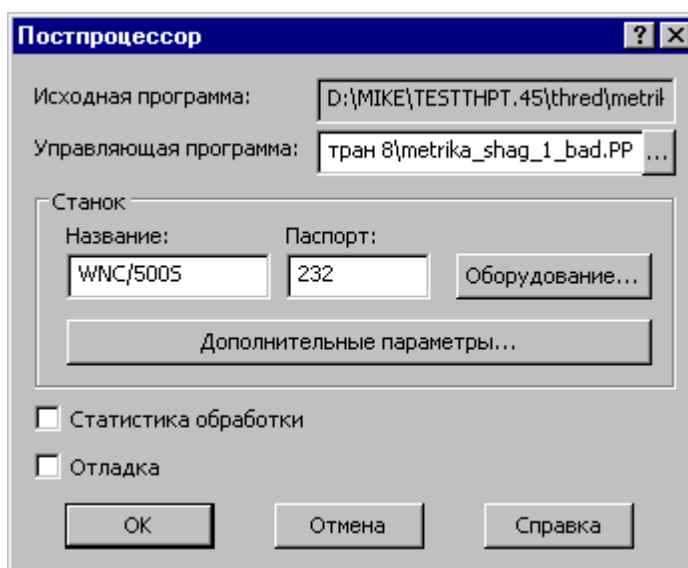 Постпроцессор
Исходная программа: D:\MIKE\TESTTHPT.45\thred\metrik
Управляющая программа: тран 8\metrika_shag_1_bad.PP ...
Станок
Название: Паспорт:
WNC/500S 232 Оборудование...
Дополнительные параметры...
Статистика обработки
Отладка
OK Отмена Справка